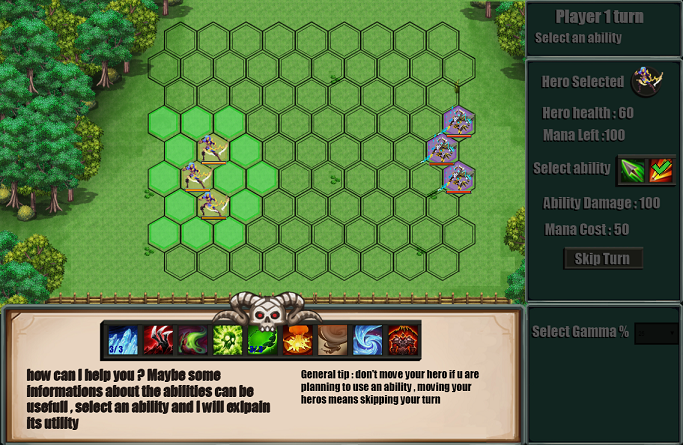 Player 1 turn
Select an ability
Hero Selected
Hero health : 60
Mana Left :100
Select ability
Ability Damage : 100
Mana Cost : 50
Skip Turn
Select Gamma %
3/3
how can I help you ? Maybe some
informations about the abilities can be
usefull , select an ability and I will exlpain
its utility
General tip : don't move your hero if u are
planning to use an ability , moving your
heros means skipping your turn